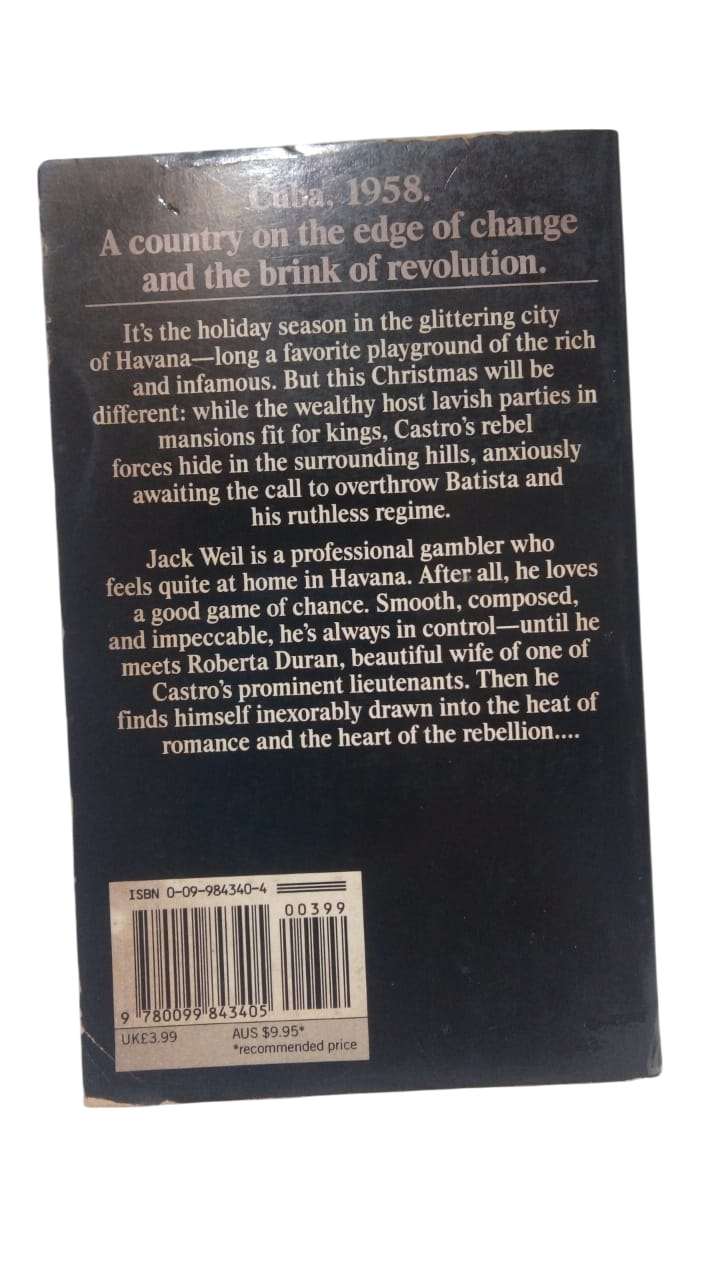 Cuba, 1958.
A country on the edge of change
and the brink of revolution.
It's the holiday season in the glittering city
of Havana—long a favorite playground of the rich
and infamous. But this Christmas will be
different: while the wealthy host lavish parties in
mansions fit for kings, Castro's rebel
forces hide in the surrounding hills, anxiously
awaiting the call to overthrow Batista and
his ruthless regime.
Jack Weil is a professional gambler who
feels quite at home in Havana. After all, he loves
a good game of chance. Smooth, composed,
and impeccable, he's always in control—until he
meets Roberta Duran, beautiful wife of one of
Castro's prominent lieutenants. Then he
finds himself inexorably drawn into the heat of
romance and the heart of the rebellion....
ISBN 0-09-984340-4
00399
9 780099 843405
UK£3.99 AUS $9.95*
*recommended price